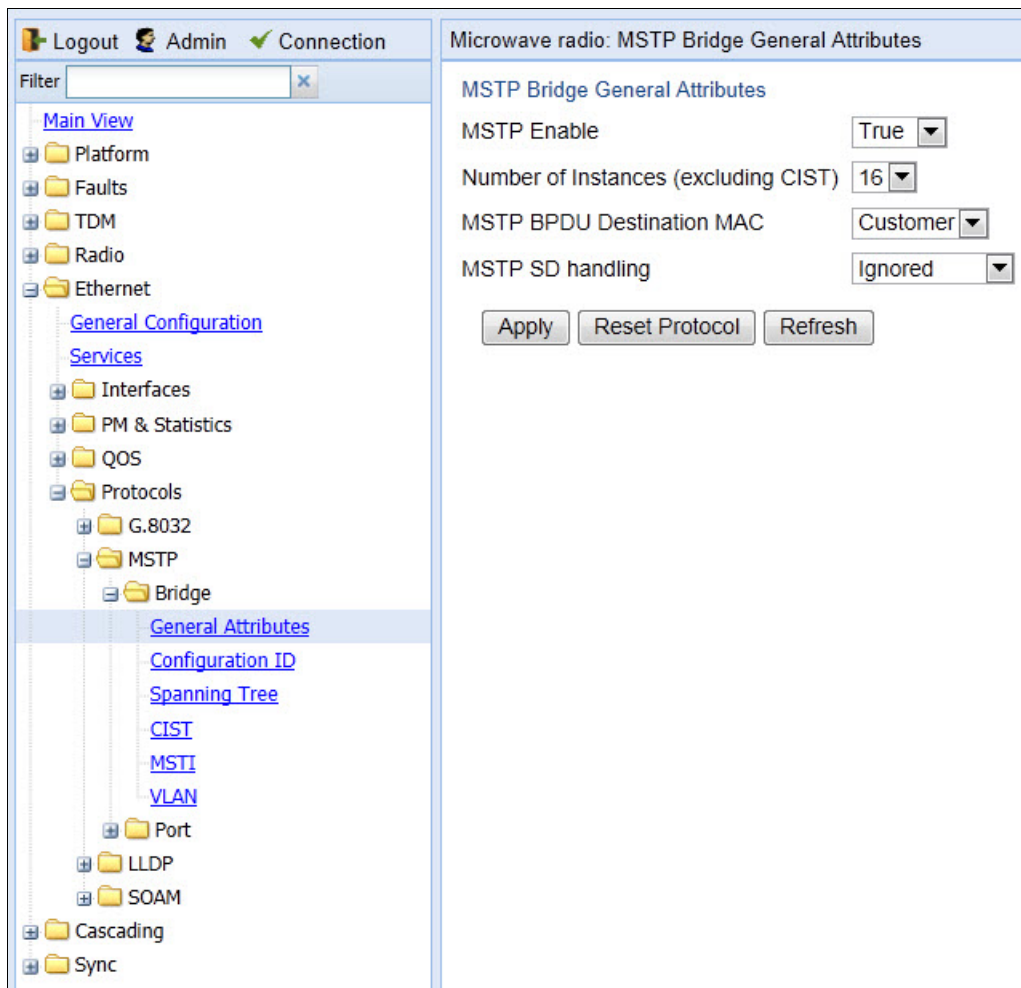 Logout Admin Connection
Filter
Main View
Platform
Faults
TDM
Radio
Ethernet
General Configuration
Services
Interfaces
PM & Statistics
QOS
Protocols
G.8032
MSTP
Bridge
General Attributes
Configuration ID
Spanning Tree
CIST
MSTI
VLAN
Port
LLDP
SOAM
Cascading
Sync
Microwave radio: MSTP Bridge General Attributes
MSTP Bridge General Attributes
MSTP Enable True
Number of Instances (excluding CIST) 16
MSTP BPDU Destination MAC Customer
MSTP SD handling Ignored
Apply Reset Protocol Refresh